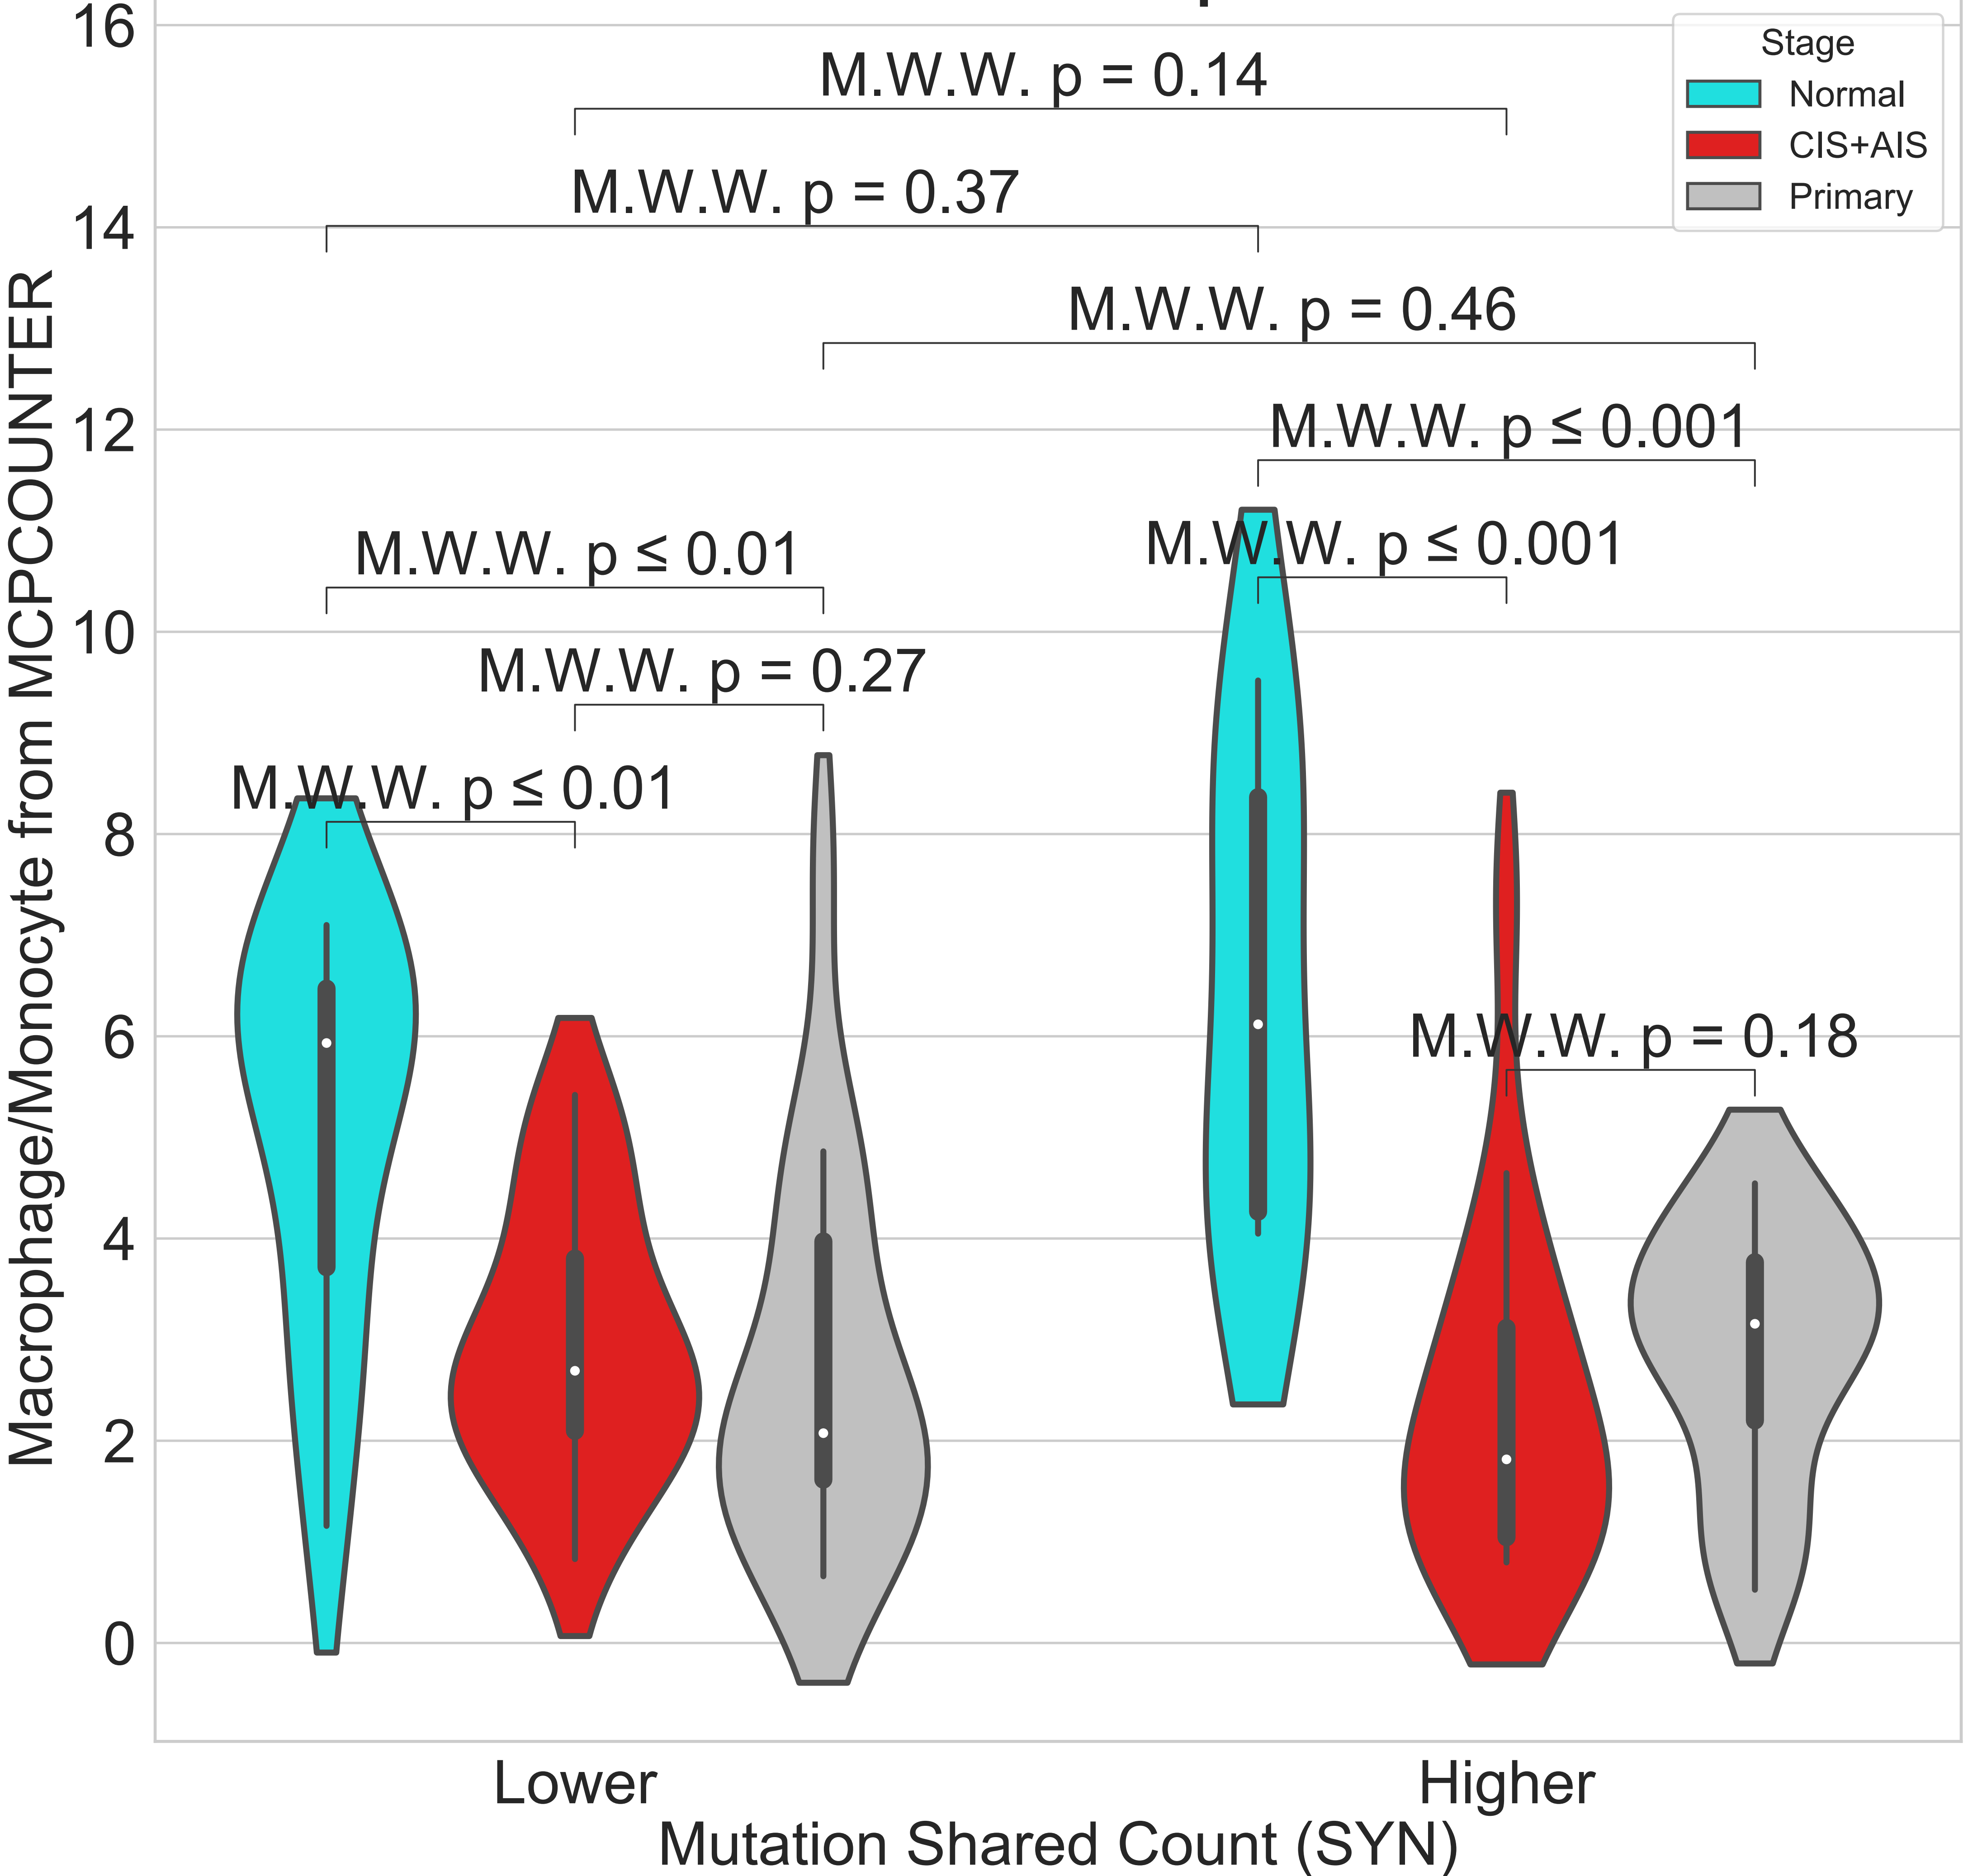 16
14
12
10
8
6
4
2
0
Macrophage/Monocyte from MCPCOUNTER
Stage
Normal
CIS+AIS
Primary
M.W.W. p = 0.14
M.W.W. p = 0.37
M.W.W. p = 0.46
M.W.W. p ≤ 0.001
M.W.W. p ≤ 0.01
M.W.W. p ≤ 0.001
M.W.W. p = 0.27
M.W.W. p ≤ 0.01
M.W.W. p = 0.18
Lower
Higher
Mutation Shared Count (SYN)